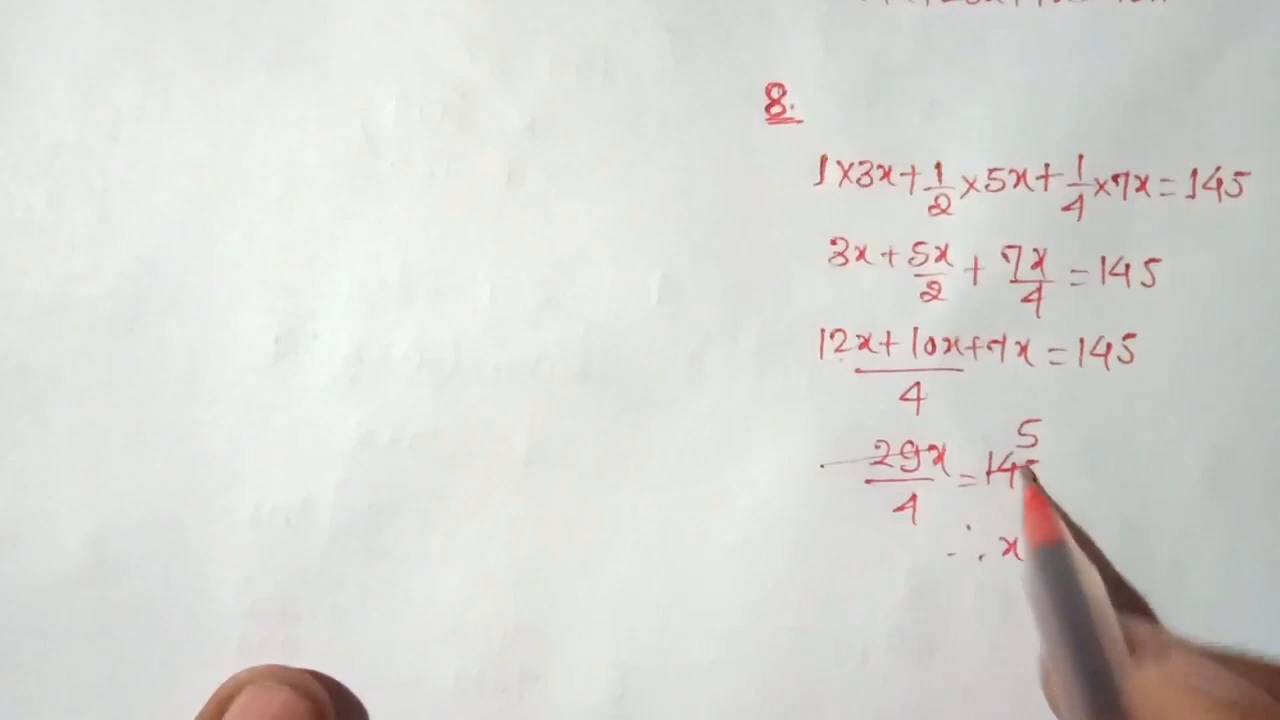 8.
1×3x+1/2×5x+1/4×7x=145
3x+5x/2+7x/4=145
12x+10x+7x/4=145
5
29x/4=145
∴x